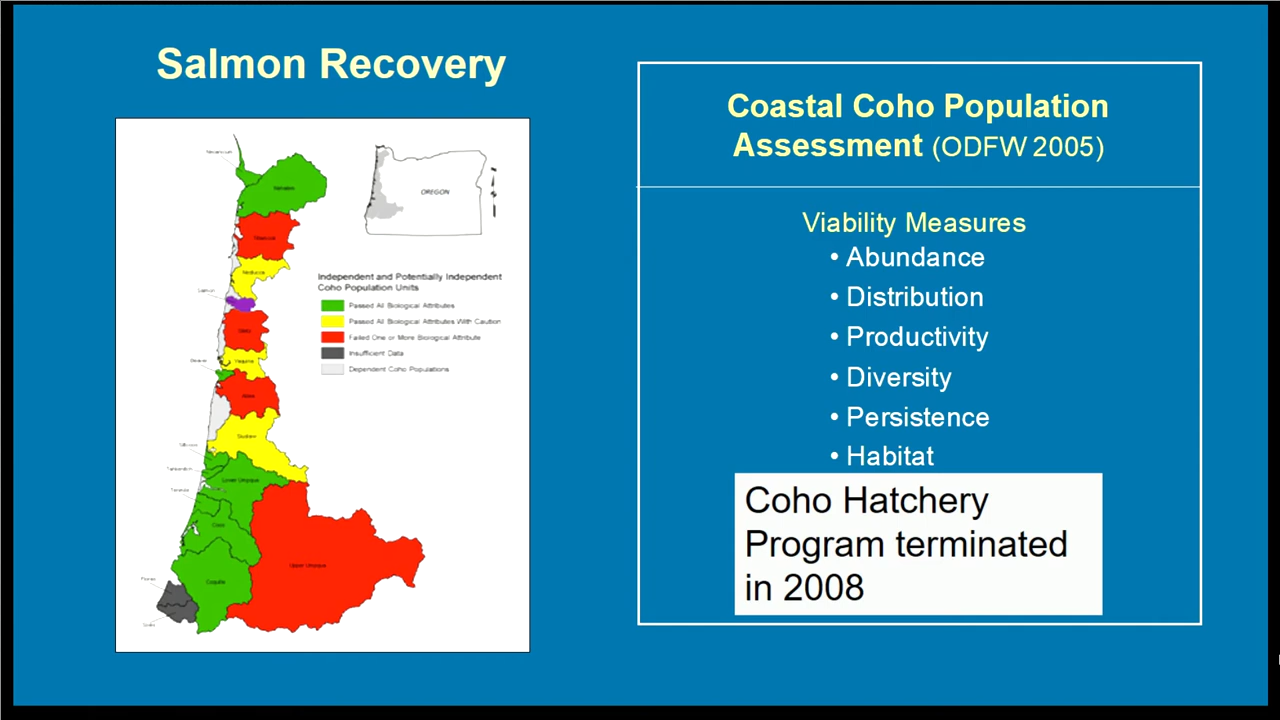 Salmon Recovery
Coastal Coho Population
Assessment (ODFW 2005)
Viability Measures
• Abundance
• Distribution
• Productivity
• Diversity
• Persistence
• Habitat
Coho Hatchery
Program terminated
in 2008
OREGON
Independent and Potentially Independent
Coho Population Units
Passed All Biological Attributes
Passed All Biological Attributes With Caution
Failed One or More Biological Attribute
Insufficient Data
Dependent Coho Populations
Nehalem
Siletz
Yaquina
Alsea
Siuslaw
Lower Umpqua
Coos
Upper Umpqua
Coquille